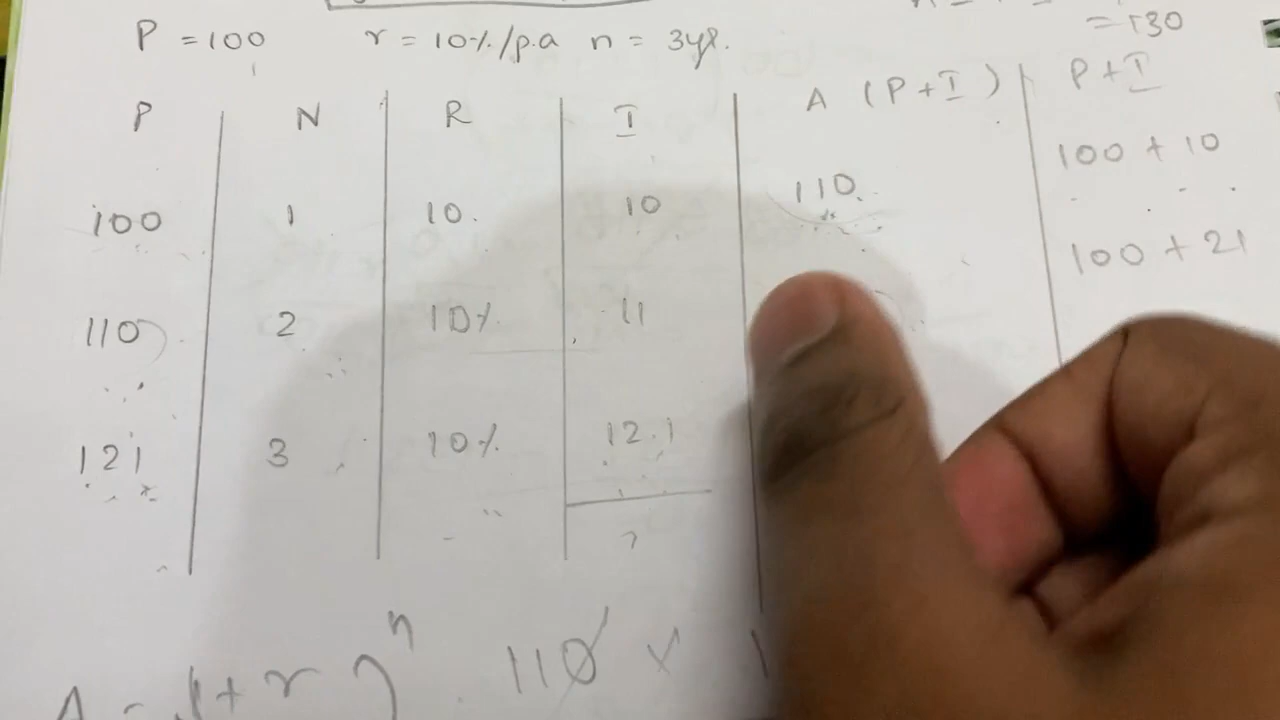 = 130
P = 100 r = 10%/p.a n = 3yr.
P N R I A (P+I) P+I
100 1 10. 10 110. 100 + 10
110 2 10% 11 100 + 21
121 3 10% 12.1
?
1+r)ⁿ 110 ×